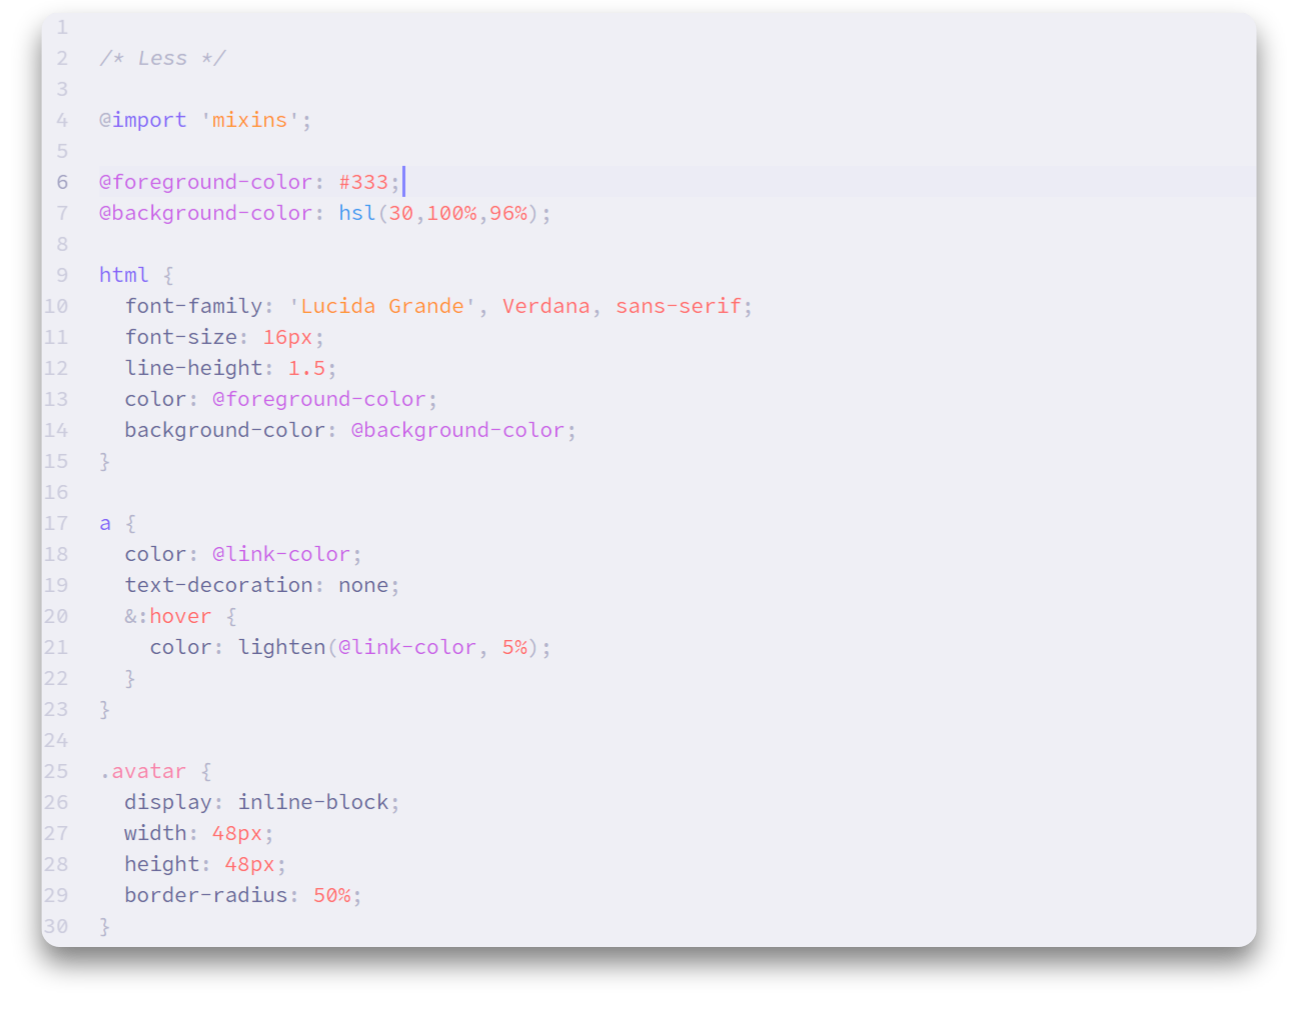 1
2 /* Less */
3
4 @import 'mixins';
5
6 @foreground-color: #333;
7 @background-color: hsl(30,100%,96%);
8
9 html {
10   font-family: 'Lucida Grande', Verdana, sans-serif;
11   font-size: 16px;
12   line-height: 1.5;
13   color: @foreground-color;
14   background-color: @background-color;
15 }
16
17 a {
18   color: @link-color;
19   text-decoration: none;
20   &:hover {
21     color: lighten(@link-color, 5%);
22   }
23 }
24
25 .avatar {
26   display: inline-block;
27   width: 48px;
28   height: 48px;
29   border-radius: 50%;
30 }